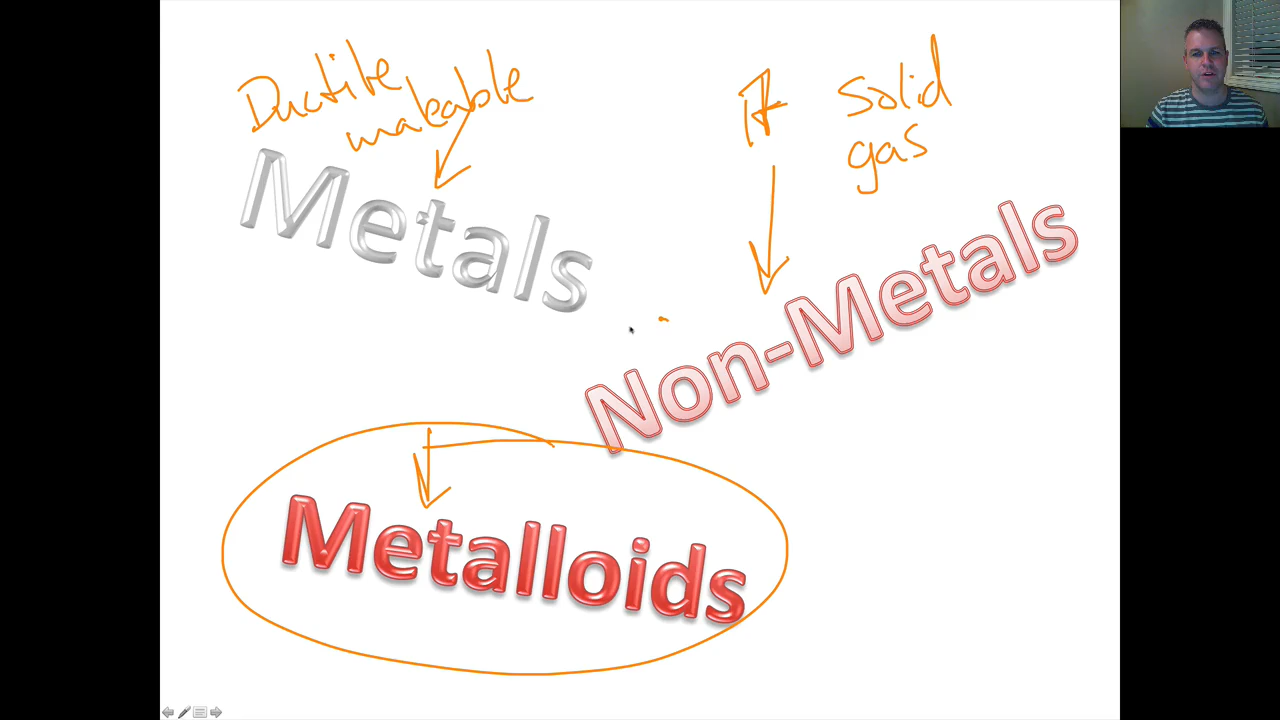 Ductile
maleable
solid
gas
Metals
Non-Metals
Metalloids